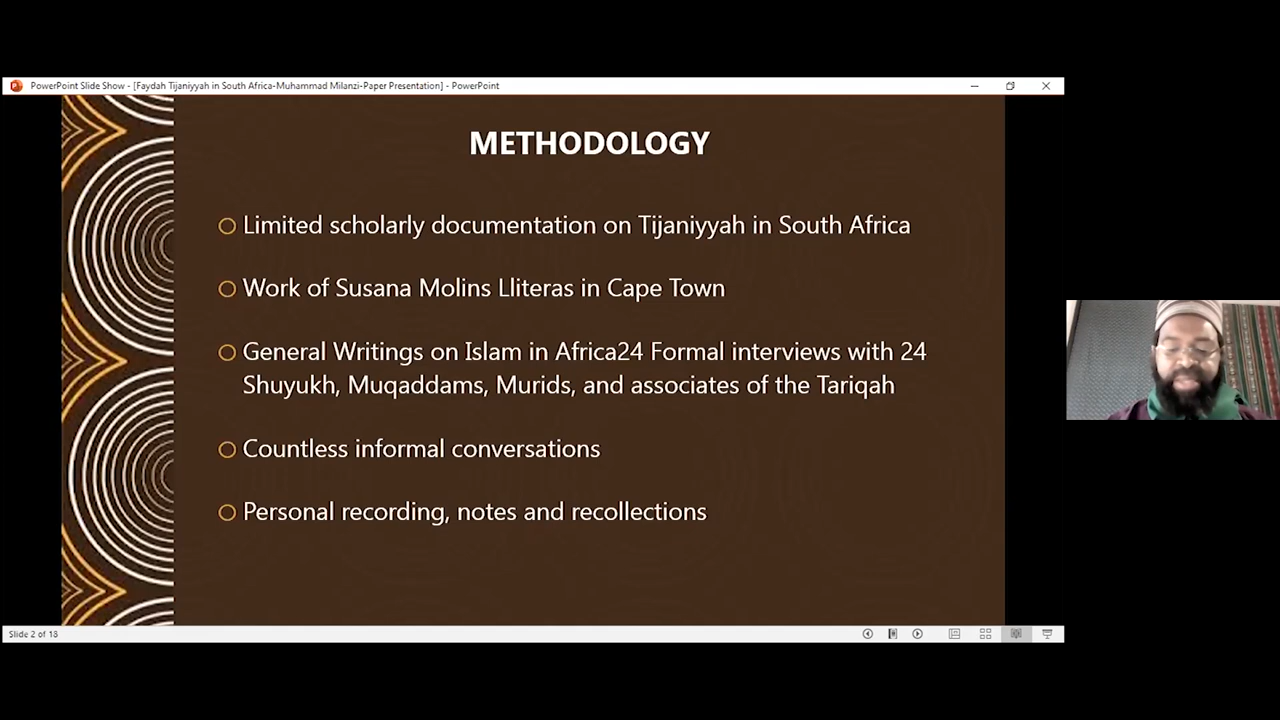 PowerPoint Slide Show - [Faydah Tijaniyyah in South Africa-Muhammad Milanzi-Paper Presentation] - PowerPoint
METHODOLOGY
Limited scholarly documentation on Tijaniyyah in South Africa
Work of Susana Molins Lliteras in Cape Town
General Writings on Islam in Africa24 Formal interviews with 24
Shuyukh, Muqaddams, Murids, and associates of the Tariqah
Countless informal conversations
Personal recording, notes and recollections
Slide 2 of 18